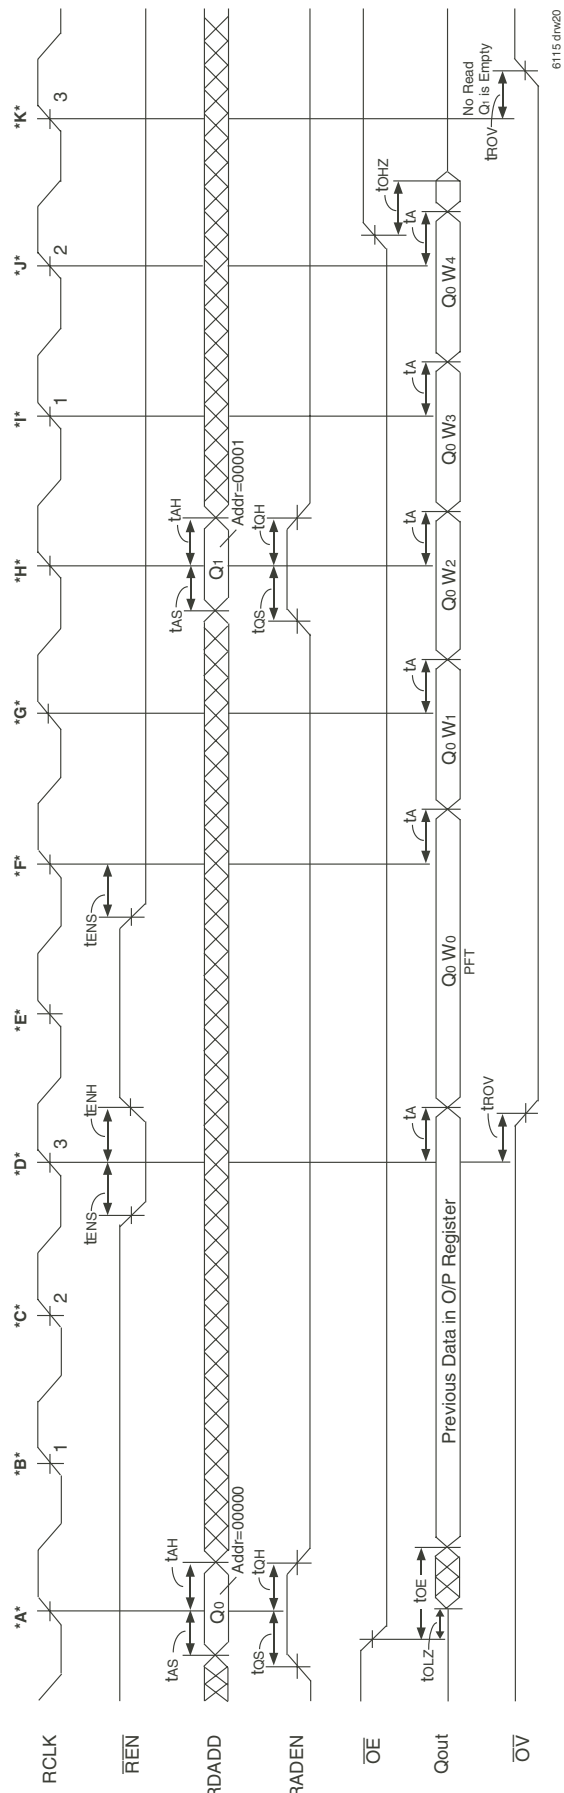 *A* *B* *C* *D* *E* *F* *G* *H* *I* *J* *K*
RCLK 1 2 3 1 2 3
REN tENS tENH tENS
RDADD tAS tAH Q0 Addr=00000 tAS tAH Q1 Addr=00001
RADEN tQS tQH tQS tQH
OE tOHZ
tOLZ tOE tA tA tA tA tA tA
Qout Previous Data in O/P Register Q0 W0 Q0 W1 Q0 W2 Q0 W3 Q0 W4
PFT
No Read
Q1 is Empty
OV tROV tROV
6115 drw20